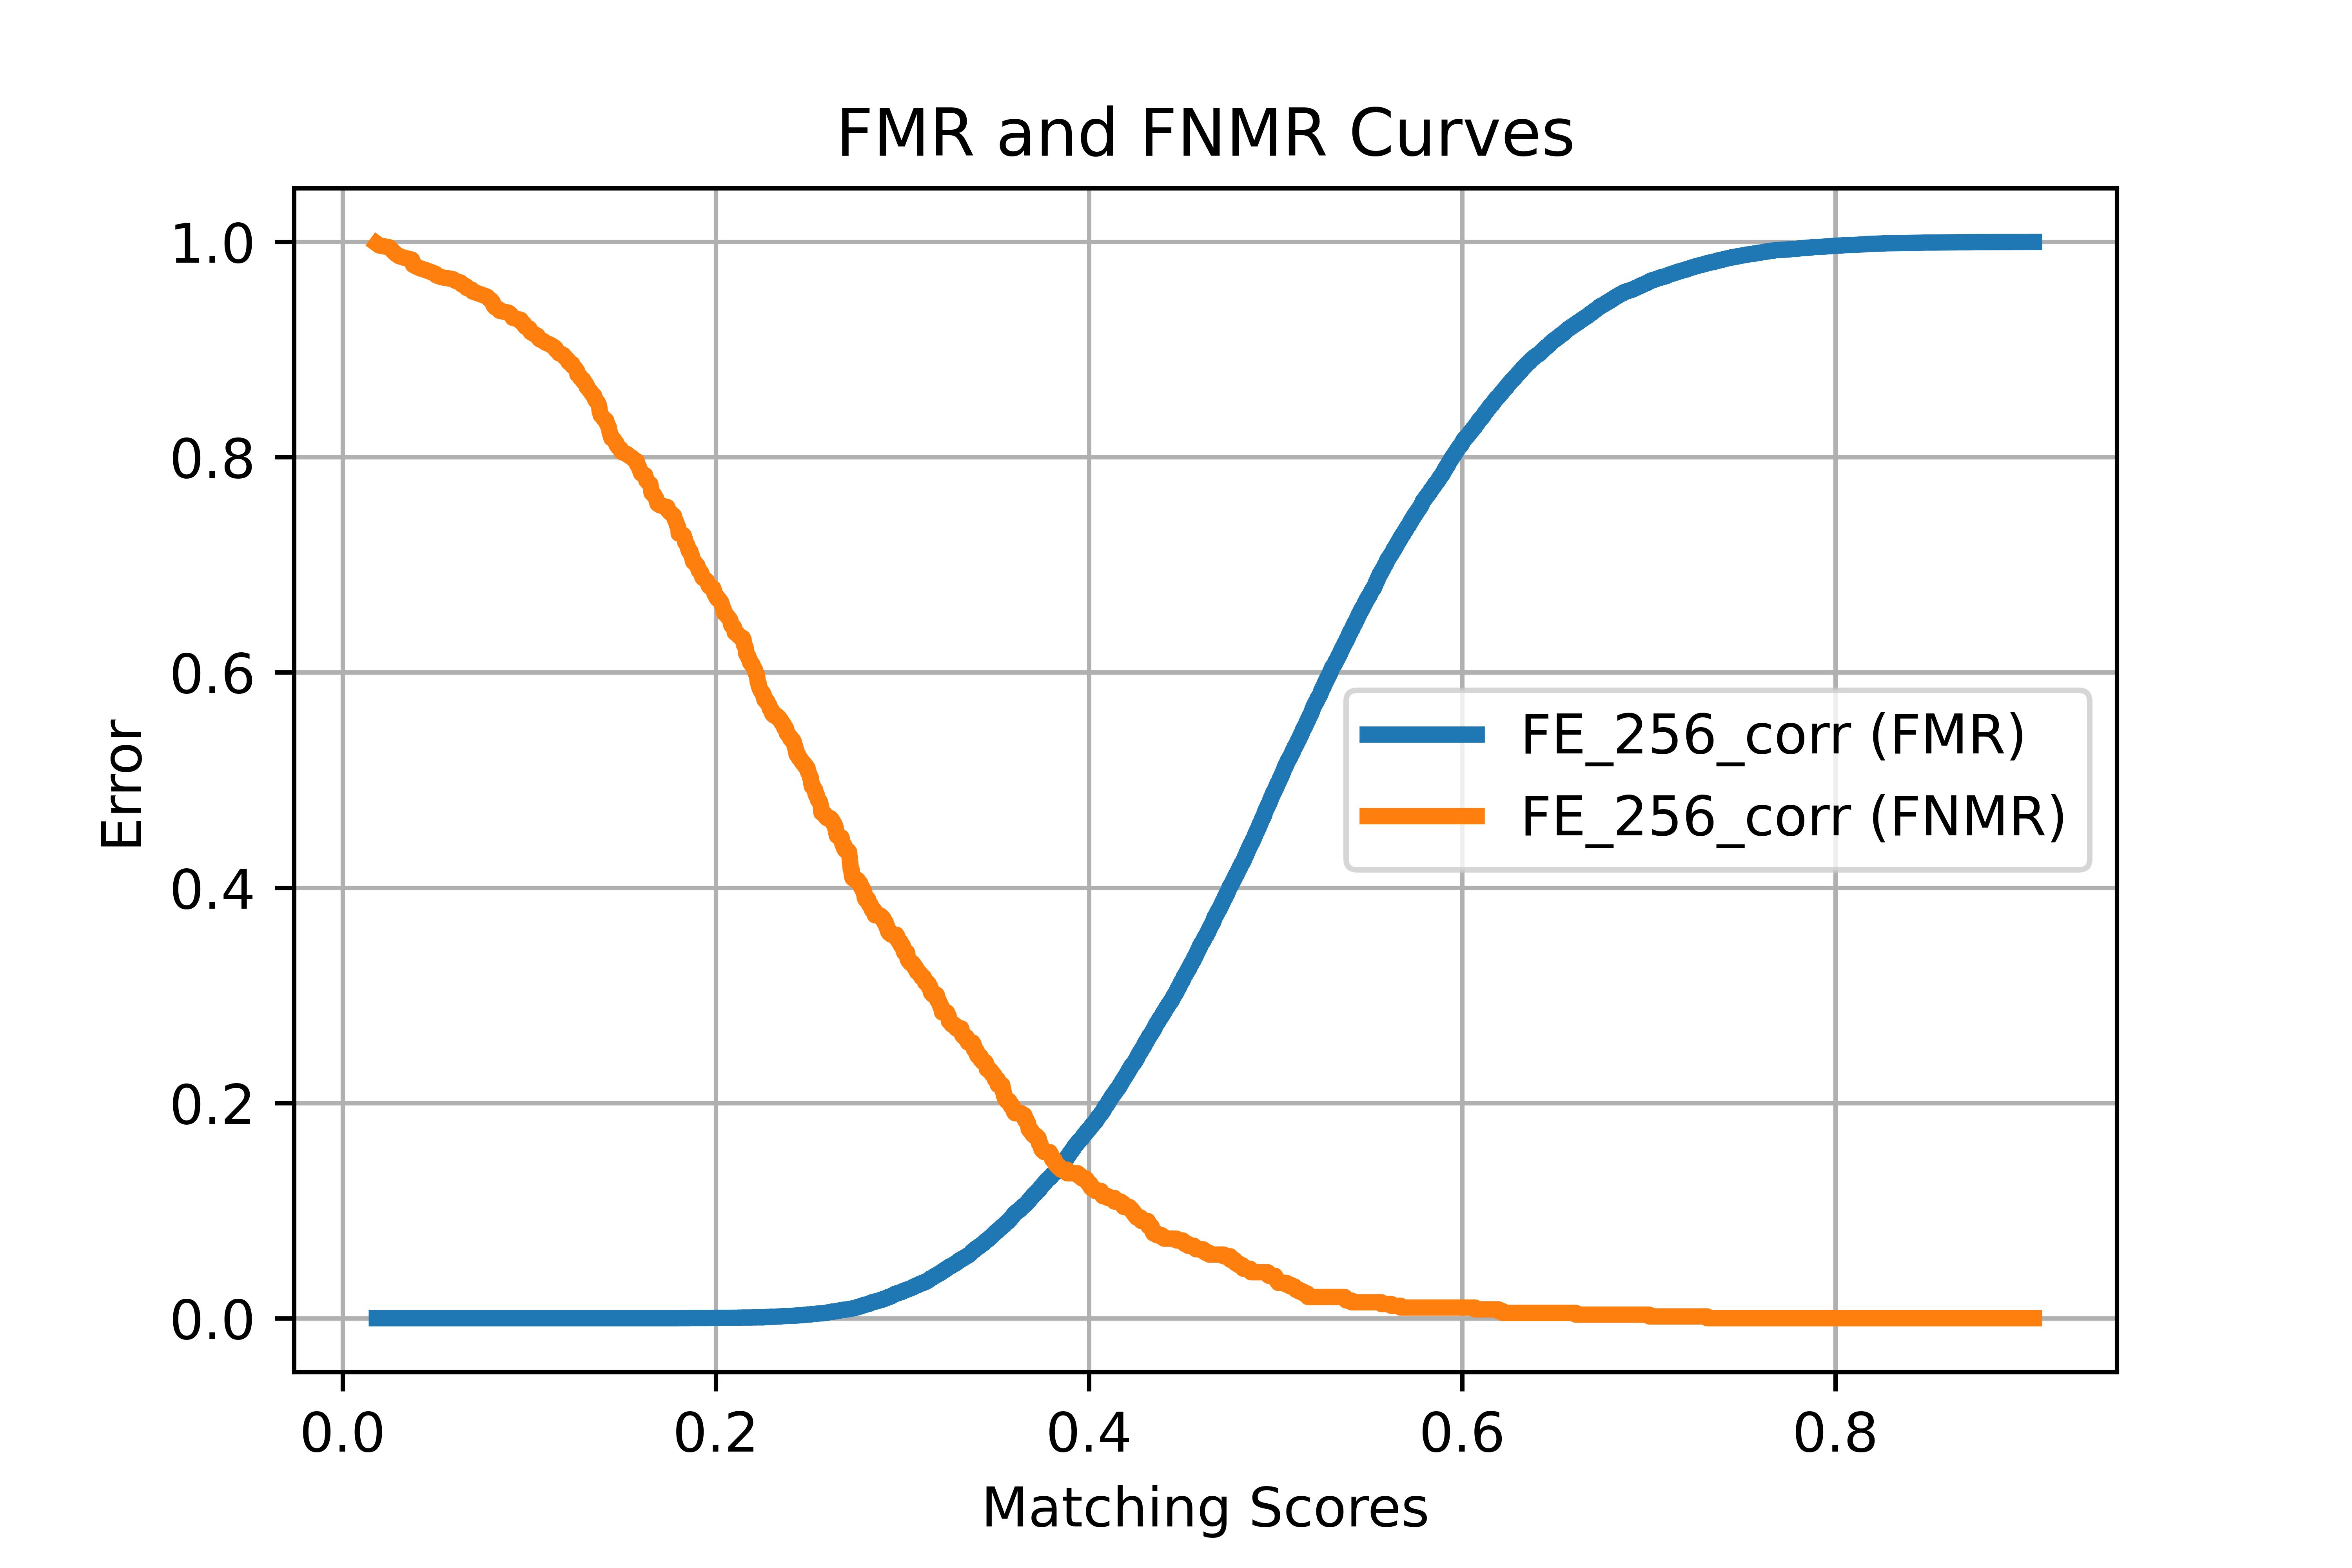 FMR and FNMR Curves
1.0
0.8
0.6
0.4
0.2
0.0
Error
FE_256_corr (FMR)
FE_256_corr (FNMR)
0.0 0.2 0.4 0.6 0.8
Matching Scores